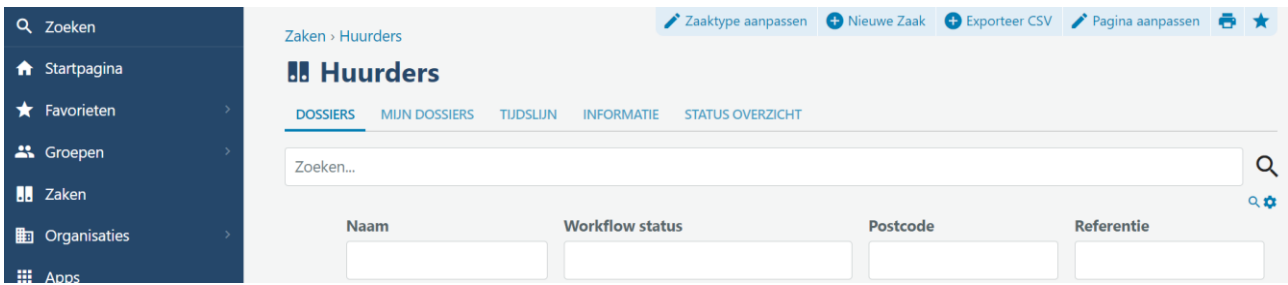 Zoeken
Startpagina
Favorieten
Groepen
Zaken
Organisaties
Apps
Zaaktype aanpassen Nieuwe Zaak Exporteer CSV Pagina aanpassen
Zaken › Huurders
Huurders
DOSSIERS MIJN DOSSIERS TIJDSLIJN INFORMATIE STATUS OVERZICHT
Zoeken...
Naam Workflow status Postcode Referentie